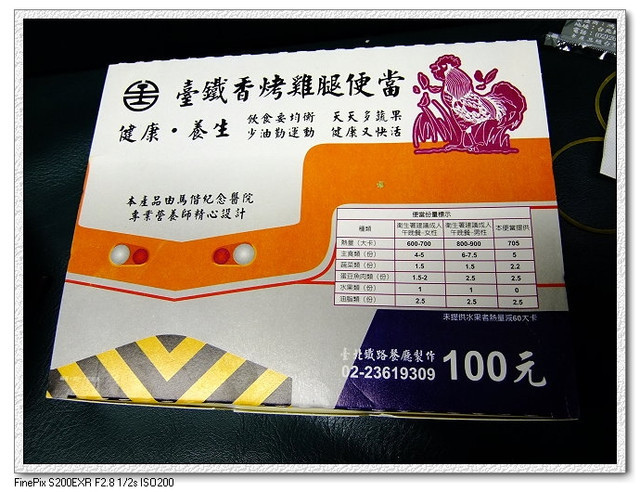 臺鐵香烤雞腿便當
健康・養生
飲食要均衡 天天多蔬果
少油勤運動 健康又快活
本產品由馬偕紀念醫院
專業營養師精心設計
便當份量標示
種類 衛生署建議成人午晚餐-女性 衛生署建議成人午晚餐-男性 本便當提供
熱量（大卡） 600-700 800-900 705
主食類（份） 4-5 6-7.5 5
蔬菜類（份） 1.5 1.5 2.2
蛋豆魚肉類（份） 1.5-2 2.5 2.5
水果類（份） 1 1 0
油脂類（份） 2.5 2.5 2.5
未提供水果者熱量減60大卡
臺北鐵路餐廳製作
02-23619309
100元
FinePix S200EXR F2.8 1/2s ISO200